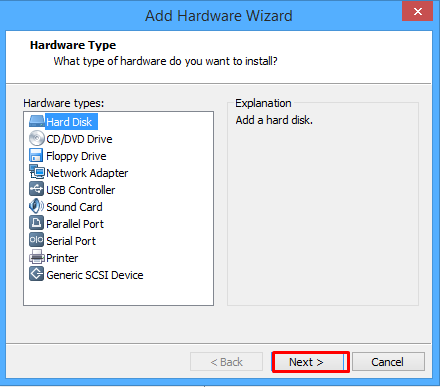 Add Hardware Wizard
Hardware Type
What type of hardware do you want to install?
Hardware types:
Hard Disk
CD/DVD Drive
Floppy Drive
Network Adapter
USB Controller
Sound Card
Parallel Port
Serial Port
Printer
Generic SCSI Device
Explanation
Add a hard disk.
< Back
Next >
Cancel